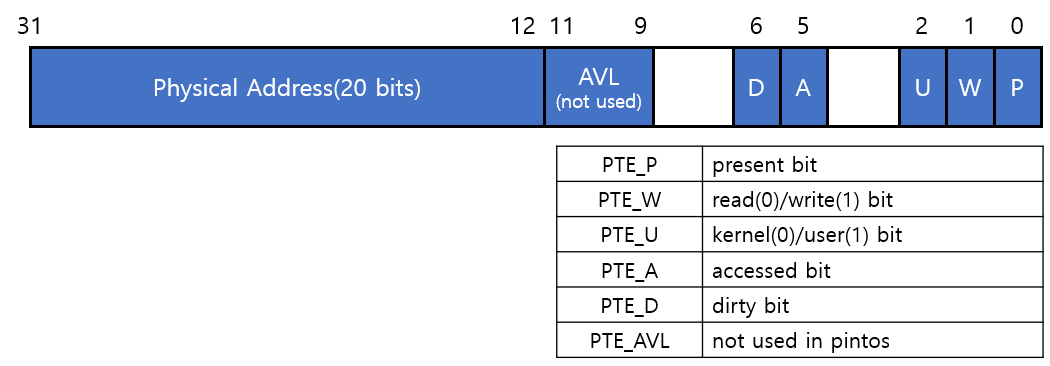 31 12 11 9 6 5 2 1 0
Physical Address(20 bits) AVL D A U W P
(not used)
PTE_P present bit
PTE_W read(0)/write(1) bit
PTE_U kernel(0)/user(1) bit
PTE_A accessed bit
PTE_D dirty bit
PTE_AVL not used in pintos